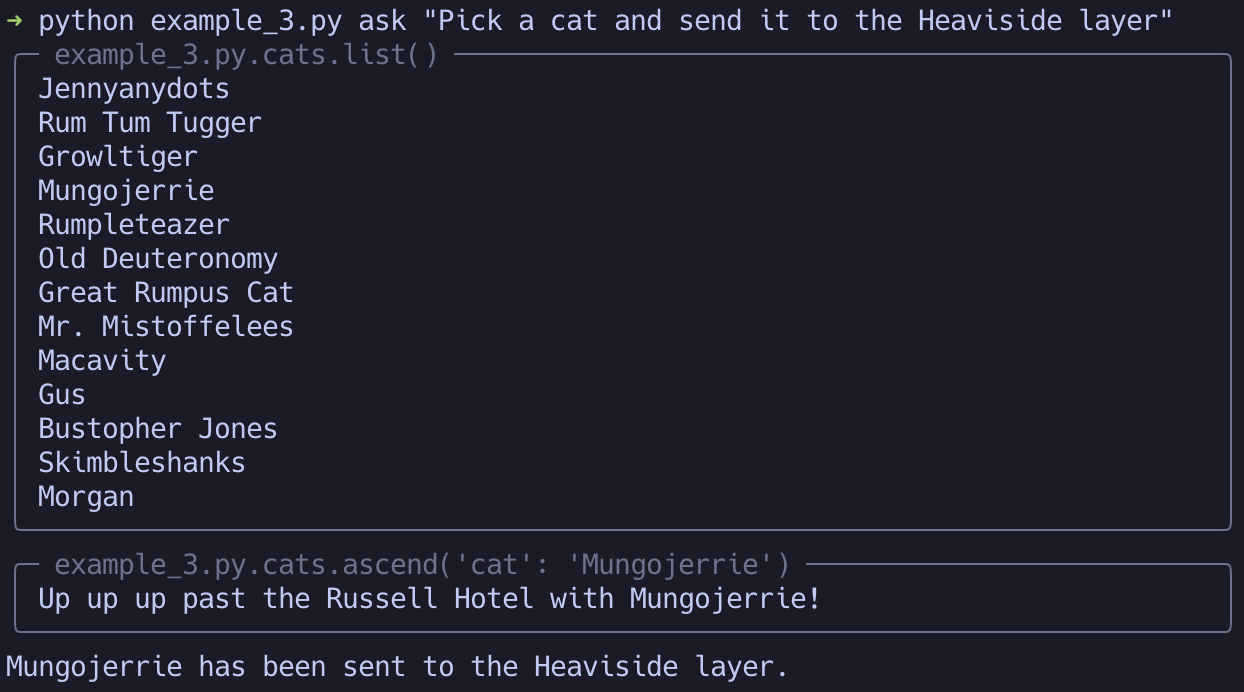 → python example_3.py ask "Pick a cat and send it to the Heaviside layer"
example_3.py.cats.list()
Jennyanydots
Rum Tum Tugger
Growltiger
Mungojerrie
Rumpleteazer
Old Deuteronomy
Great Rumpus Cat
Mr. Mistoffelees
Macavity
Gus
Bustopher Jones
Skimbleshanks
Morgan
example_3.py.cats.ascend('cat': 'Mungojerrie')
Up up up past the Russell Hotel with Mungojerrie!
Mungojerrie has been sent to the Heaviside layer.